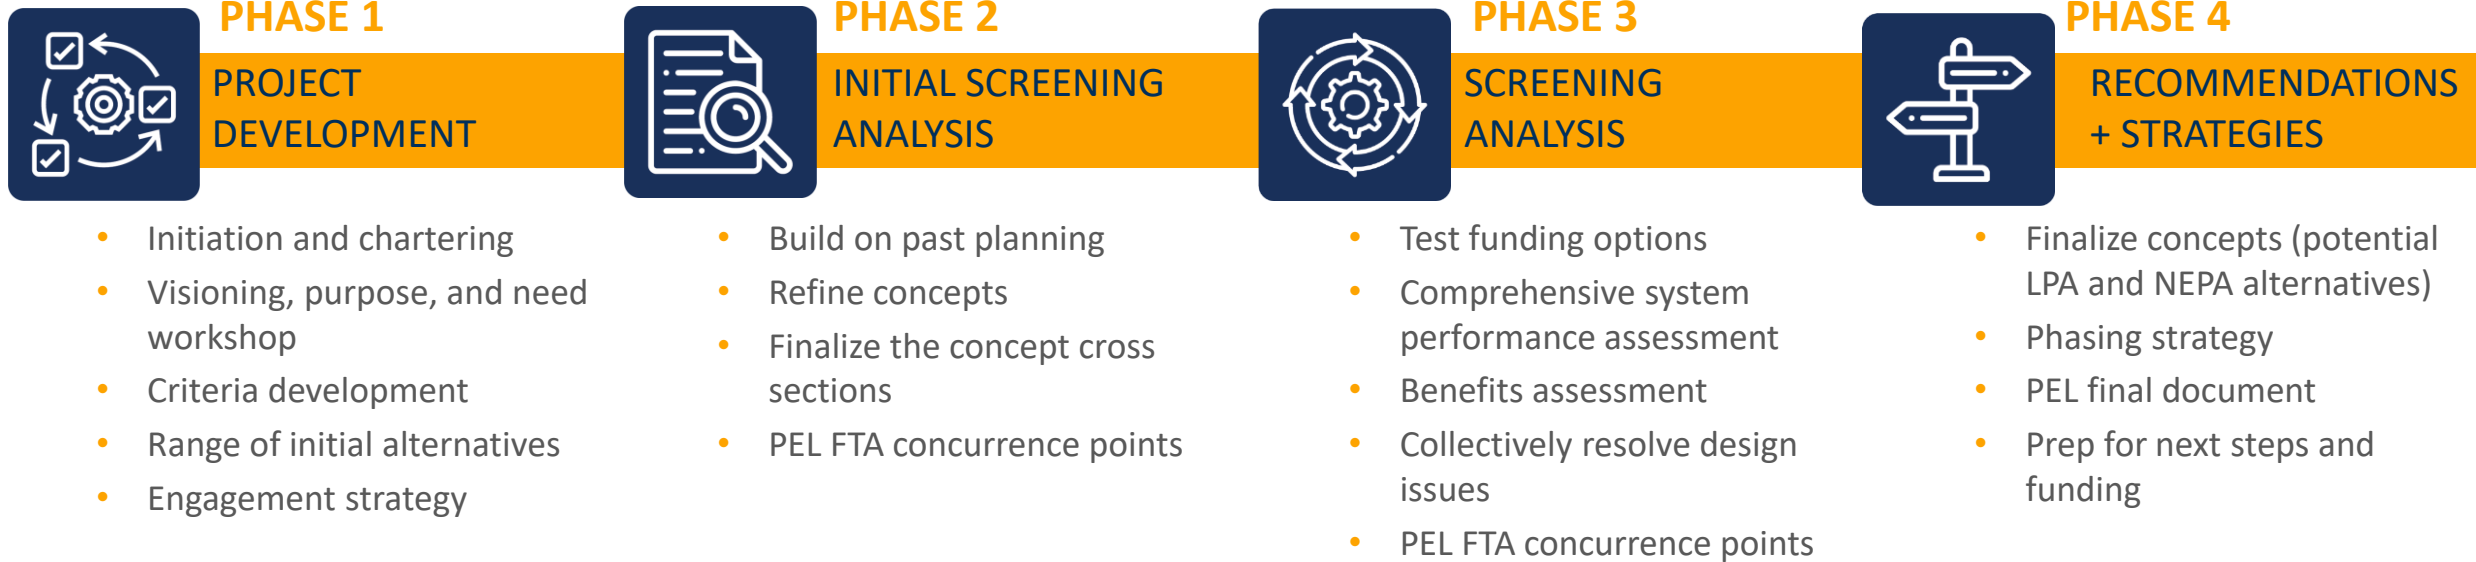 PHASE 1
PROJECT
DEVELOPMENT
• Initiation and chartering
• Visioning, purpose, and need
workshop
• Criteria development
• Range of initial alternatives
• Engagement strategy
PHASE 2
INITIAL SCREENING
ANALYSIS
• Build on past planning
• Refine concepts
• Finalize the concept cross
sections
• PEL FTA concurrence points
PHASE 3
SCREENING
ANALYSIS
• Test funding options
• Comprehensive system
performance assessment
• Benefits assessment
• Collectively resolve design
issues
• PEL FTA concurrence points
PHASE 4
RECOMMENDATIONS
+ STRATEGIES
• Finalize concepts (potential
LPA and NEPA alternatives)
• Phasing strategy
• PEL final document
• Prep for next steps and
funding